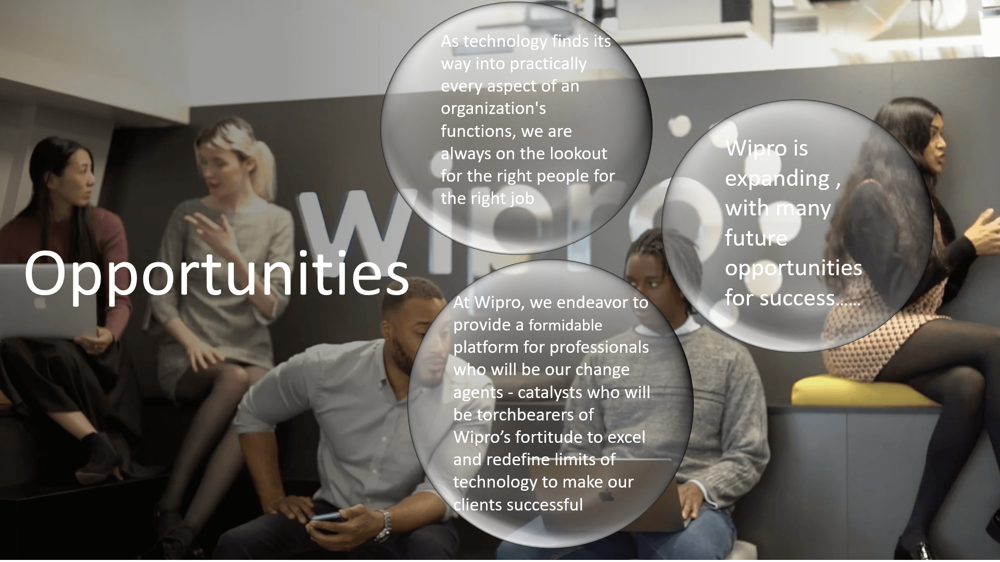 As technology finds its
way into practically
every aspect of an
organization's
functions, we are
always on the lookout
for the right people for
the right job
Wipro is
expanding ,
with many
future
opportunities
for success......
wipro
Opportunities
At Wipro, we endeavor to
provide a formidable
platform for professionals
who will be our change
agents - catalysts who will
be torchbearers of
Wipro’s fortitude to excel
and redefine limits of
technology to make our
clients successful